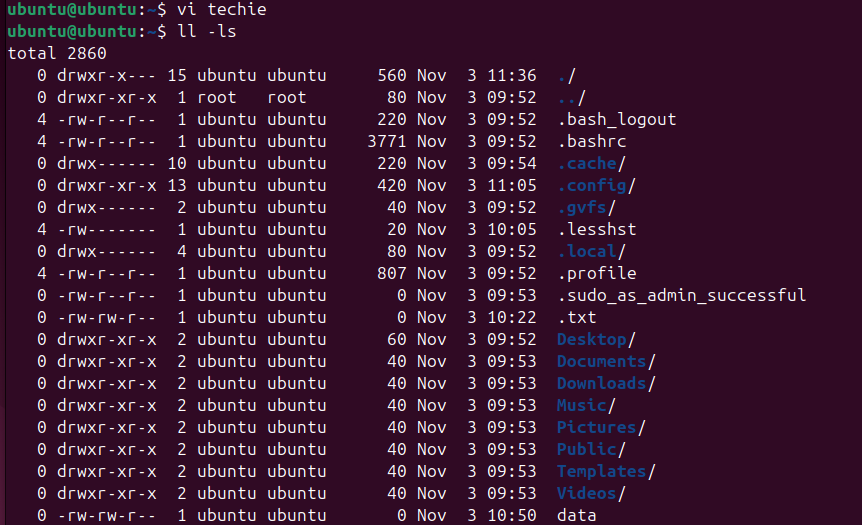 ubuntu@ubuntu:~$ vi techie
ubuntu@ubuntu:~$ ll -ls
total 2860
   0 drwxr-x--- 15 ubuntu ubuntu     560 Nov  3 11:36  ./
   0 drwxr-xr-x  1 root   root        80 Nov  3 09:52  ../
   4 -rw-r--r--  1 ubuntu ubuntu     220 Nov  3 09:52  .bash_logout
   4 -rw-r--r--  1 ubuntu ubuntu    3771 Nov  3 09:52  .bashrc
   0 drwx------ 10 ubuntu ubuntu     220 Nov  3 09:54  .cache/
   0 drwxr-xr-x 13 ubuntu ubuntu     420 Nov  3 11:05  .config/
   0 drwx------  2 ubuntu ubuntu      40 Nov  3 09:52  .gvfs/
   4 -rw-------  1 ubuntu ubuntu      20 Nov  3 10:05  .lesshst
   0 drwx------  4 ubuntu ubuntu      80 Nov  3 09:52  .local/
   4 -rw-r--r--  1 ubuntu ubuntu     807 Nov  3 09:52  .profile
   0 -rw-r--r--  1 ubuntu ubuntu       0 Nov  3 09:53  .sudo_as_admin_successful
   0 -rw-rw-r--  1 ubuntu ubuntu       0 Nov  3 10:22  .txt
   0 drwxr-xr-x  2 ubuntu ubuntu      60 Nov  3 09:52  Desktop/
   0 drwxr-xr-x  2 ubuntu ubuntu      40 Nov  3 09:53  Documents/
   0 drwxr-xr-x  2 ubuntu ubuntu      40 Nov  3 09:53  Downloads/
   0 drwxr-xr-x  2 ubuntu ubuntu      40 Nov  3 09:53  Music/
   0 drwxr-xr-x  2 ubuntu ubuntu      40 Nov  3 09:53  Pictures/
   0 drwxr-xr-x  2 ubuntu ubuntu      40 Nov  3 09:53  Public/
   0 drwxr-xr-x  2 ubuntu ubuntu      40 Nov  3 09:53  Templates/
   0 drwxr-xr-x  2 ubuntu ubuntu      40 Nov  3 09:53  Videos/
   0 -rw-rw-r--  1 ubuntu ubuntu       0 Nov  3 10:50  data